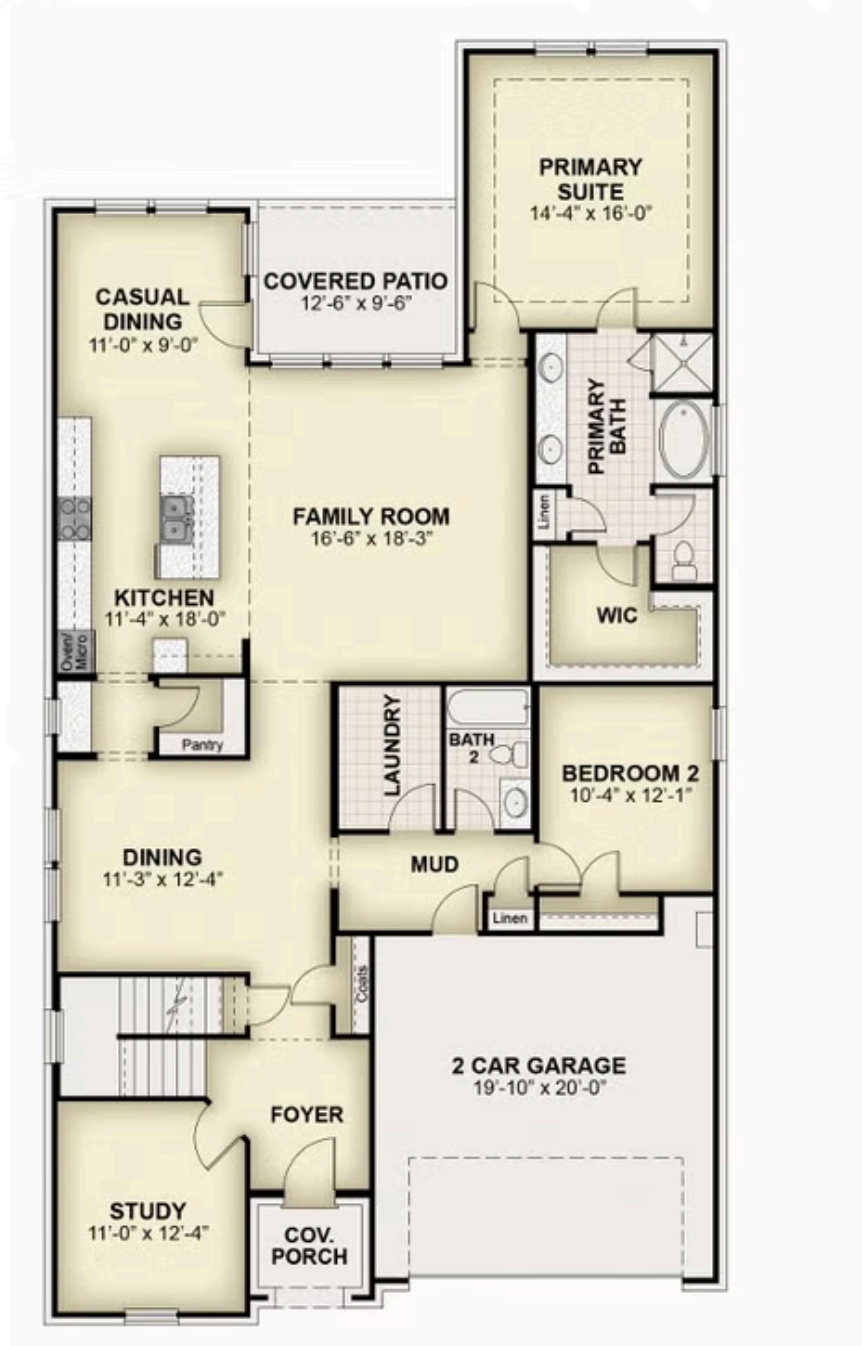 PRIMARY
SUITE
14'-4" x 16'-0"
COVERED PATIO
12'-6" x 9'-6"
CASUAL
DINING
11'-0" x 9'-0"
PRIMARY
BATH
Linen
FAMILY ROOM
16'-6" x 18'-3"
KITCHEN
11'-4" x 18'-0"
Oven/
Micro
WIC
Pantry
LAUNDRY
BATH
2
BEDROOM 2
10'-4" x 12'-1"
DINING
11'-3" x 12'-4"
MUD
Linen
Coats
2 CAR GARAGE
19'-10" x 20'-0"
FOYER
STUDY
11'-0" x 12'-4"
COV.
PORCH